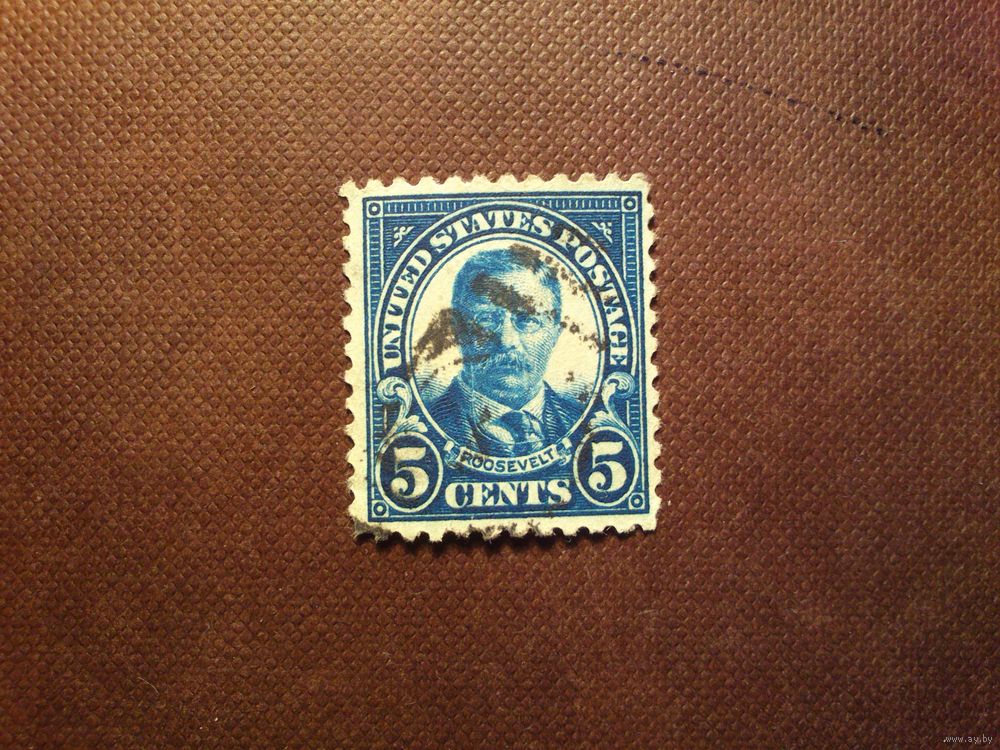 UNITED STATES POSTAGE
ROOSEVELT
5 CENTS 5
www.ay.by